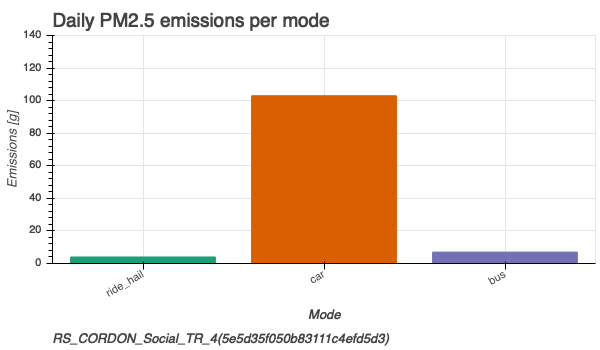 Daily PM2.5 emissions per mode
140
120
100
80
60
40
20
0
Emissions [g]
ride_hail
car
bus
Mode
RS_CORDON_Social_TR_4(5e5d35f050b83111c4efd5d3)